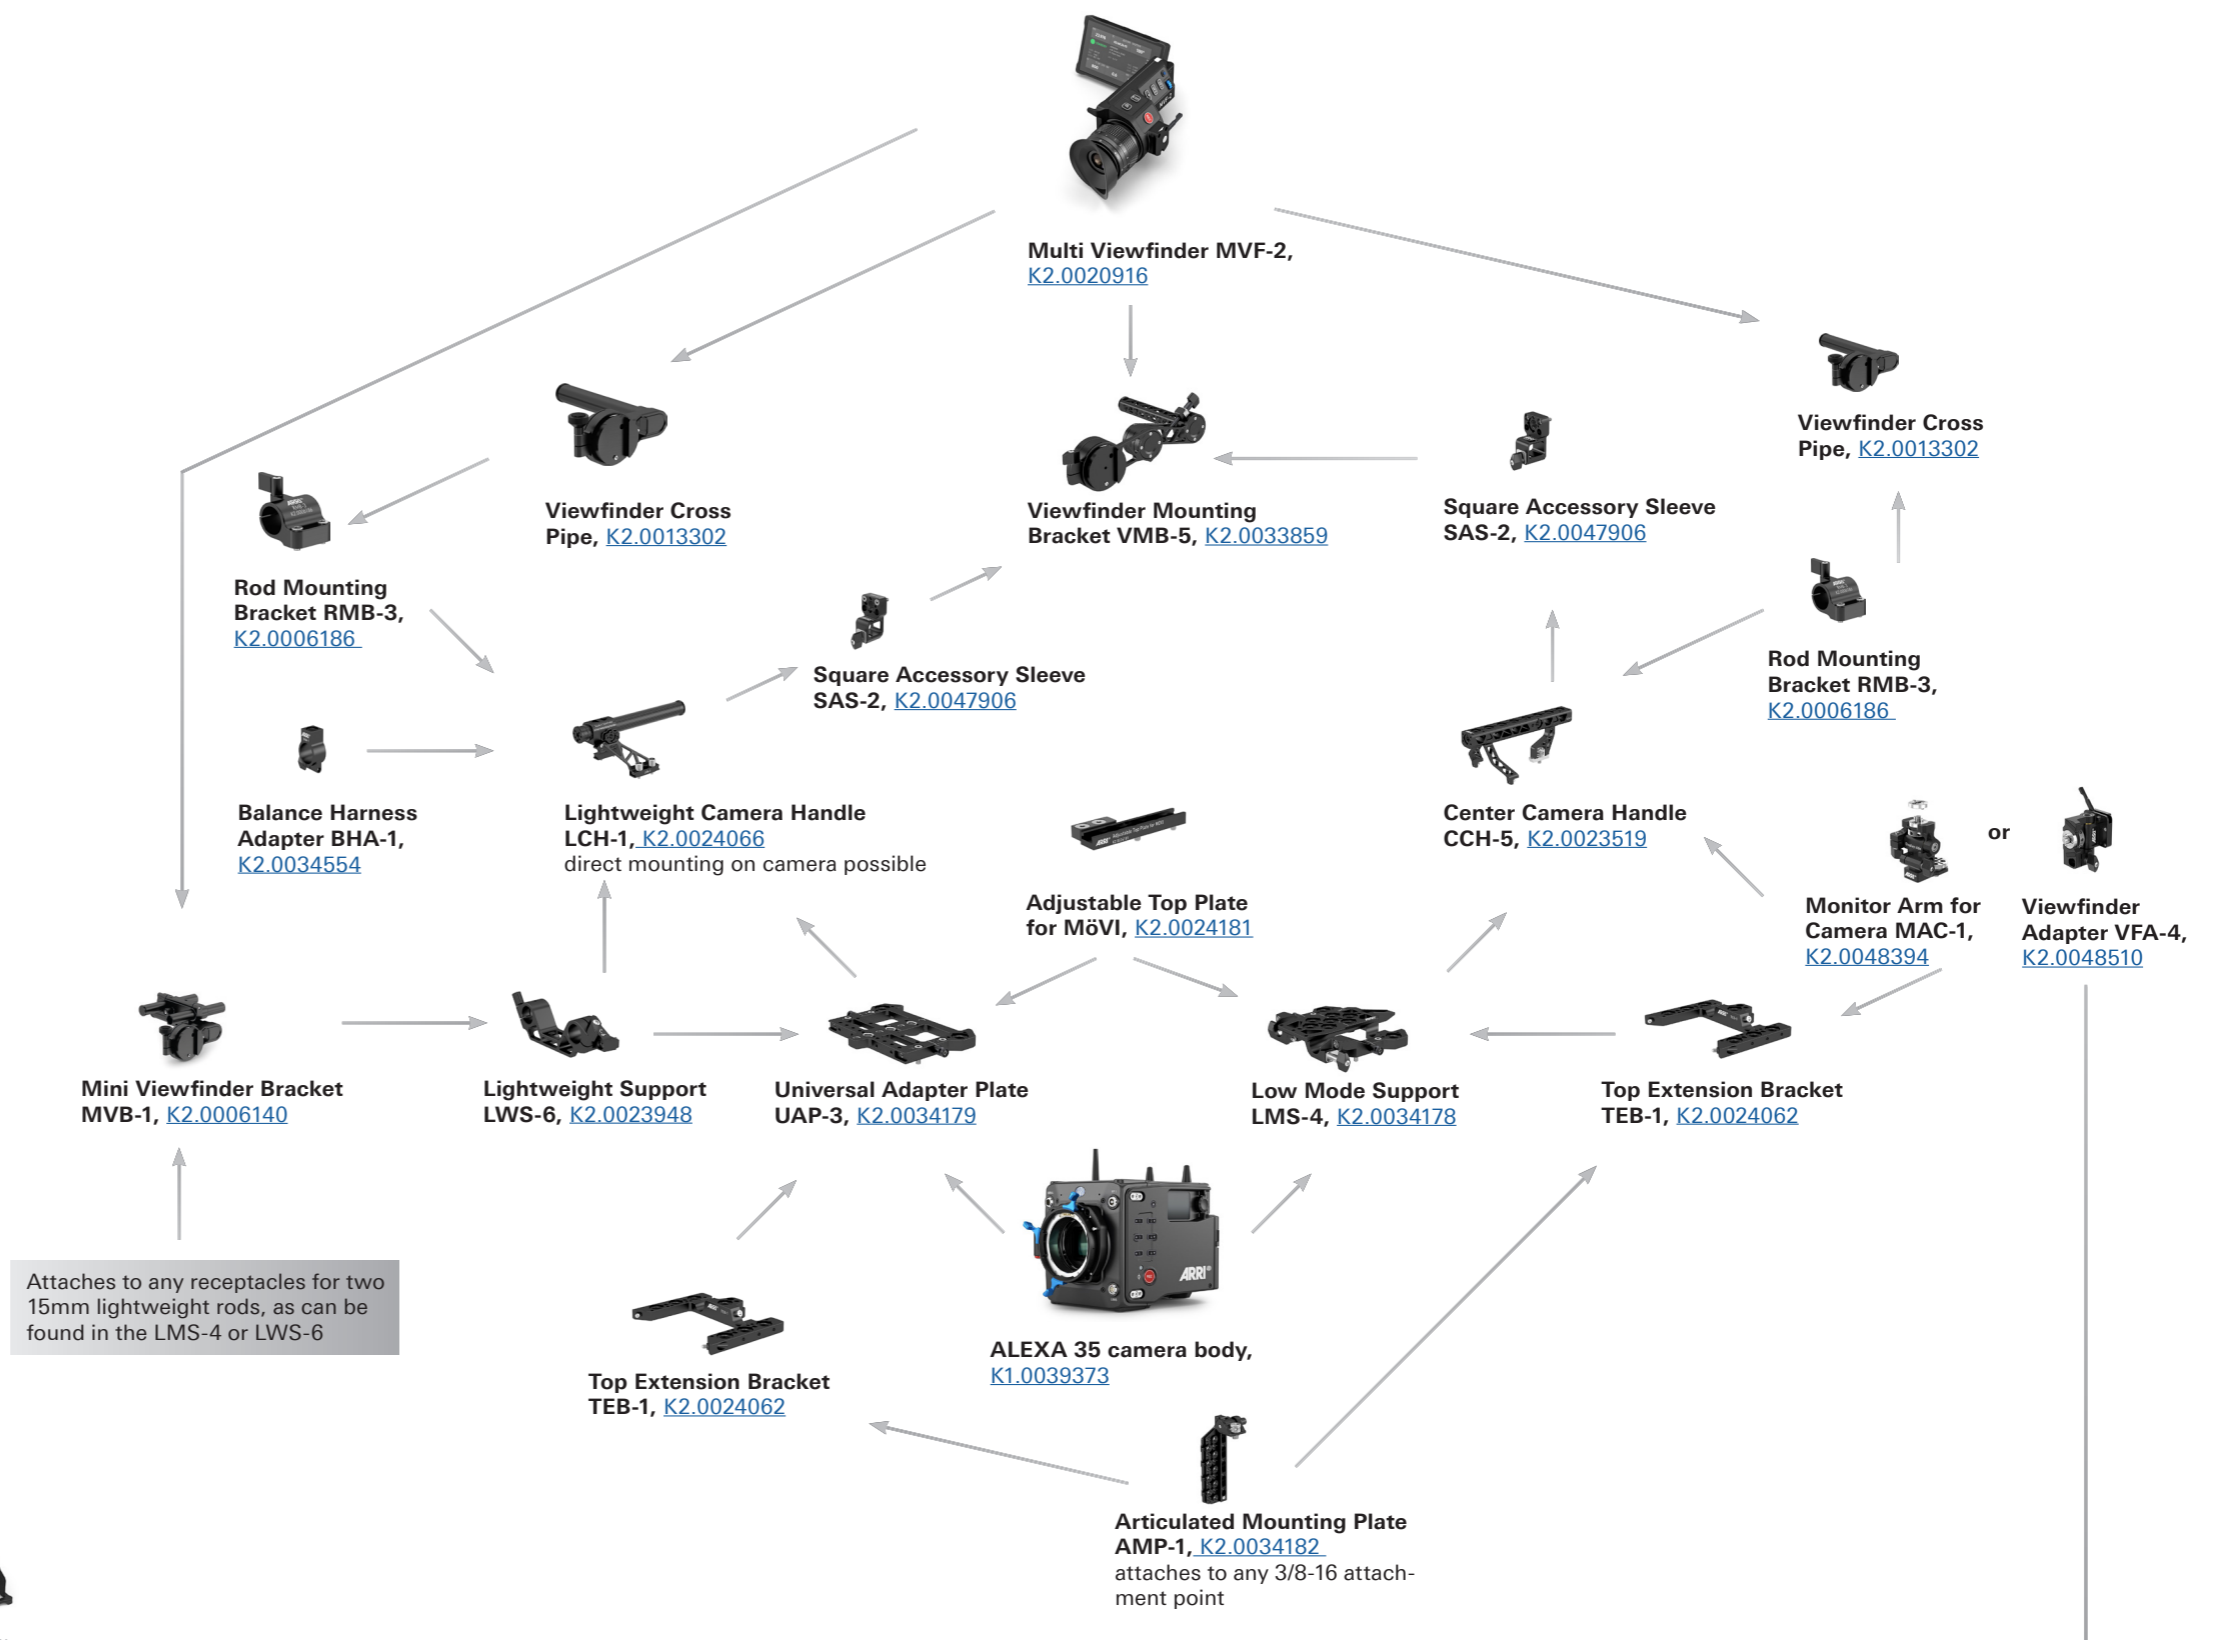 Multi Viewfinder MVF-2,
K2.0020916
Viewfinder Cross
Pipe, K2.0013302
Viewfinder Cross
Pipe, K2.0013302
Viewfinder Mounting
Bracket VMB-5, K2.0033859
Square Accessory Sleeve
SAS-2, K2.0047906
Rod Mounting
Bracket RMB-3,
K2.0006186
Square Accessory Sleeve
SAS-2, K2.0047906
Rod Mounting
Bracket RMB-3,
K2.0006186
Balance Harness
Adapter BHA-1,
K2.0034554
Lightweight Camera Handle
LCH-1, K2.0024066
direct mounting on camera possible
Center Camera Handle
CCH-5, K2.0023519
or
Adjustable Top Plate
for MöVI, K2.0024181
Monitor Arm for
Camera MAC-1,
K2.0048394
Viewfinder
Adapter VFA-4,
K2.0048510
Mini Viewfinder Bracket
MVB-1, K2.0006140
Lightweight Support
LWS-6, K2.0023948
Universal Adapter Plate
UAP-3, K2.0034179
Low Mode Support
LMS-4, K2.0034178
Top Extension Bracket
TEB-1, K2.0024062
Attaches to any receptacles for two
15mm lightweight rods, as can be
found in the LMS-4 or LWS-6
ARRI
ALEXA 35 camera body,
K1.0039373
Top Extension Bracket
TEB-1, K2.0024062
Articulated Mounting Plate
AMP-1, K2.0034182
attaches to any 3/8-16 attach-
ment point